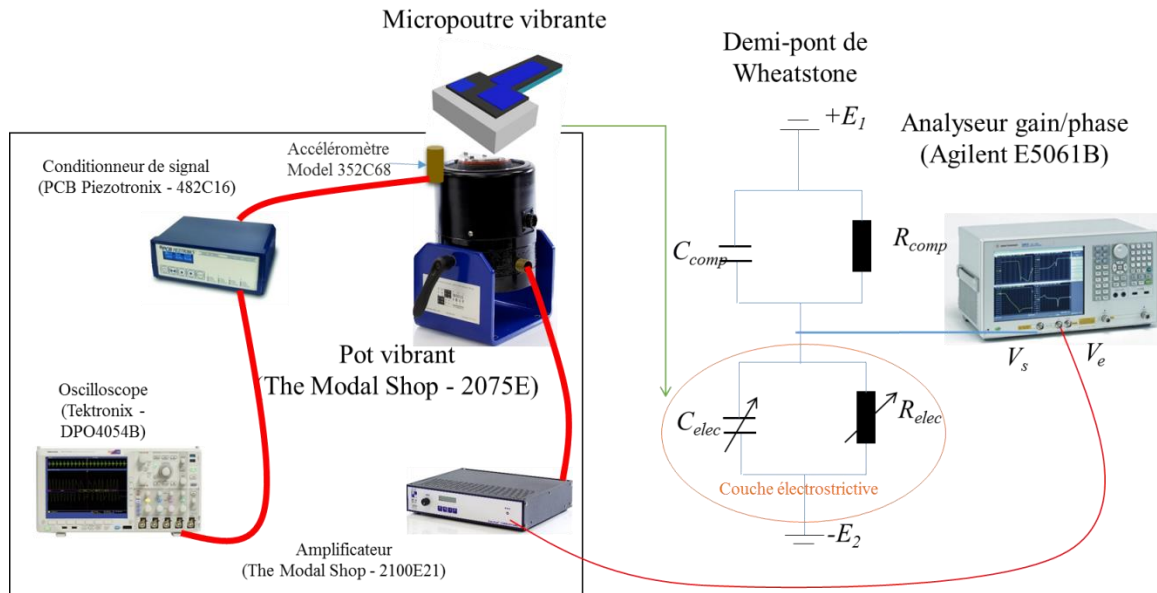 Micropoutre vibrante
Demi-pont de
Wheatstone
+E1
Analyseur gain/phase
(Agilent E5061B)
Conditionneur de signal
(PCB Piezotronix - 482C16)
Accéléromètre
Model 352C68
Ccomp
Rcomp
Vs
Ve
Pot vibrant
(The Modal Shop - 2075E)
Oscilloscope
(Tektronix -
DPO4054B)
Celec
Relec
Couche électrostrictive
-E2
Amplificateur
(The Modal Shop - 2100E21)